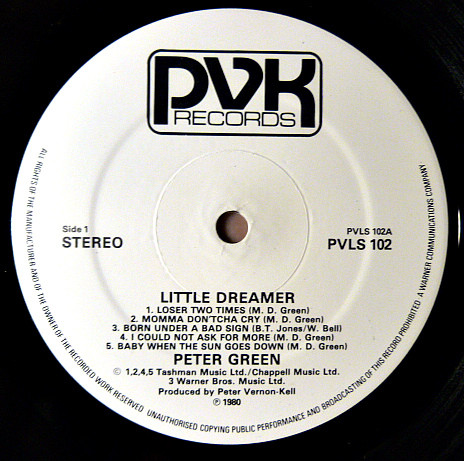 PVK
RECORDS
Side 1
STEREO
PVLS 102A
PVLS 102
LITTLE DREAMER
1. LOSER TWO TIMES (M. D. Green)
2. MOMMA DON'TCHA CRY (M. D. Green)
3. BORN UNDER A BAD SIGN (B.T. Jones/W. Bell)
4. I COULD NOT ASK FOR MORE (M. D. Green)
5. BABY WHEN THE SUN GOES DOWN (M. D. Green)
PETER GREEN
© 1,2,4,5 Tashman Music Ltd./Chappell Music Ltd.
3 Warner Bros. Music Ltd.
Produced by Peter Vernon-Kell
℗ 1980
ALL RIGHTS OF THE MANUFACTURER AND OF THE OWNER OF THE RECORDED WORK RESERVED UNAUTHORISED COPYING PUBLIC PERFORMANCE AND BROADCASTING OF THIS RECORD PROHIBITED A WARNER COMMUNICATIONS COMPANY